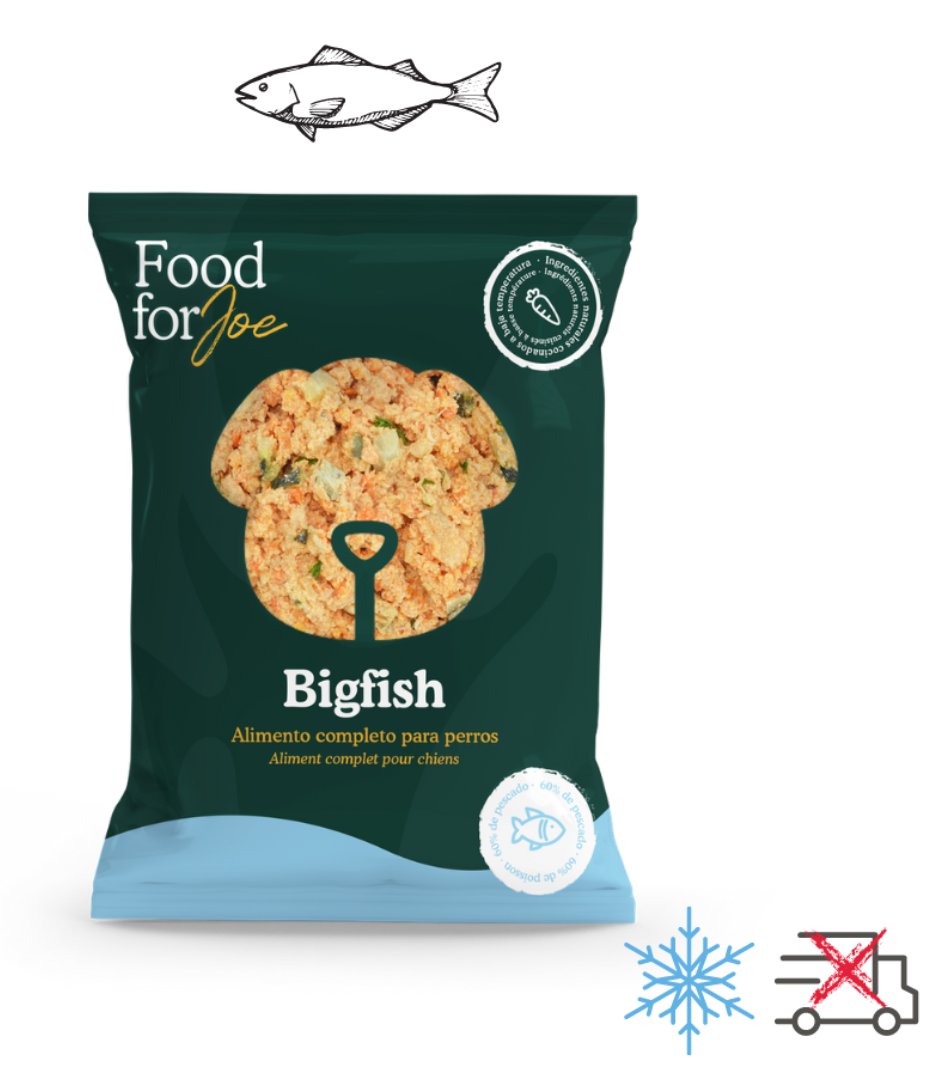 Food
for Joe
Ingredientes naturales cocinados a baja temperatura ·
Ingrédients naturels cuisinés à basse température ·
Bigfish
Alimento completo para perros
Aliment complet pour chiens
60% de pescado · 60% de poisson · 60% de pescado ·